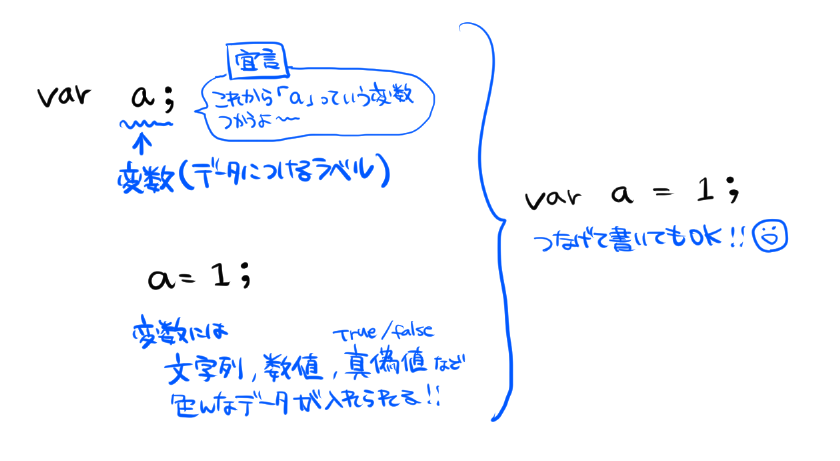 宣言
var a;
これから「a」っていう変数
つかうよ〜
変数(データにつけるラベル)
a = 1;
変数には
True/false
文字列,数値,真偽値など
色んなデータが入れられてる!!
var a = 1;
つなげて書いてもOK!!